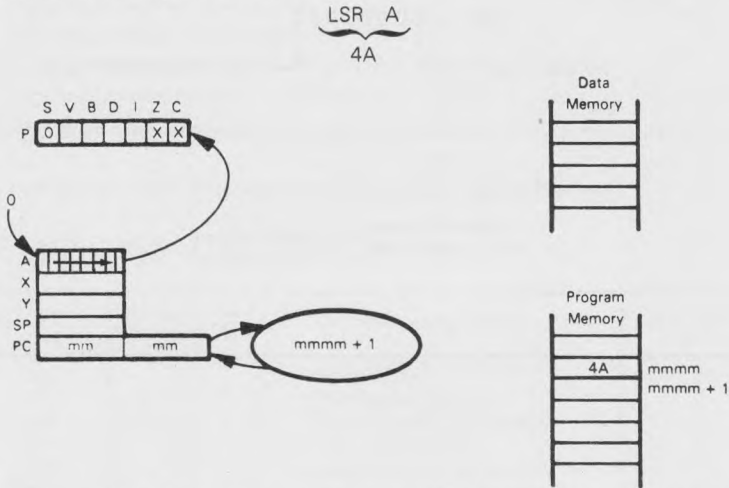 LSR A
4A
S V B D I Z C
P 0 X X
0
A
X
Y
SP
PC mm mm
mmmm + 1
Data
Memory
Program
Memory
4A mmmm
mmmm + 1